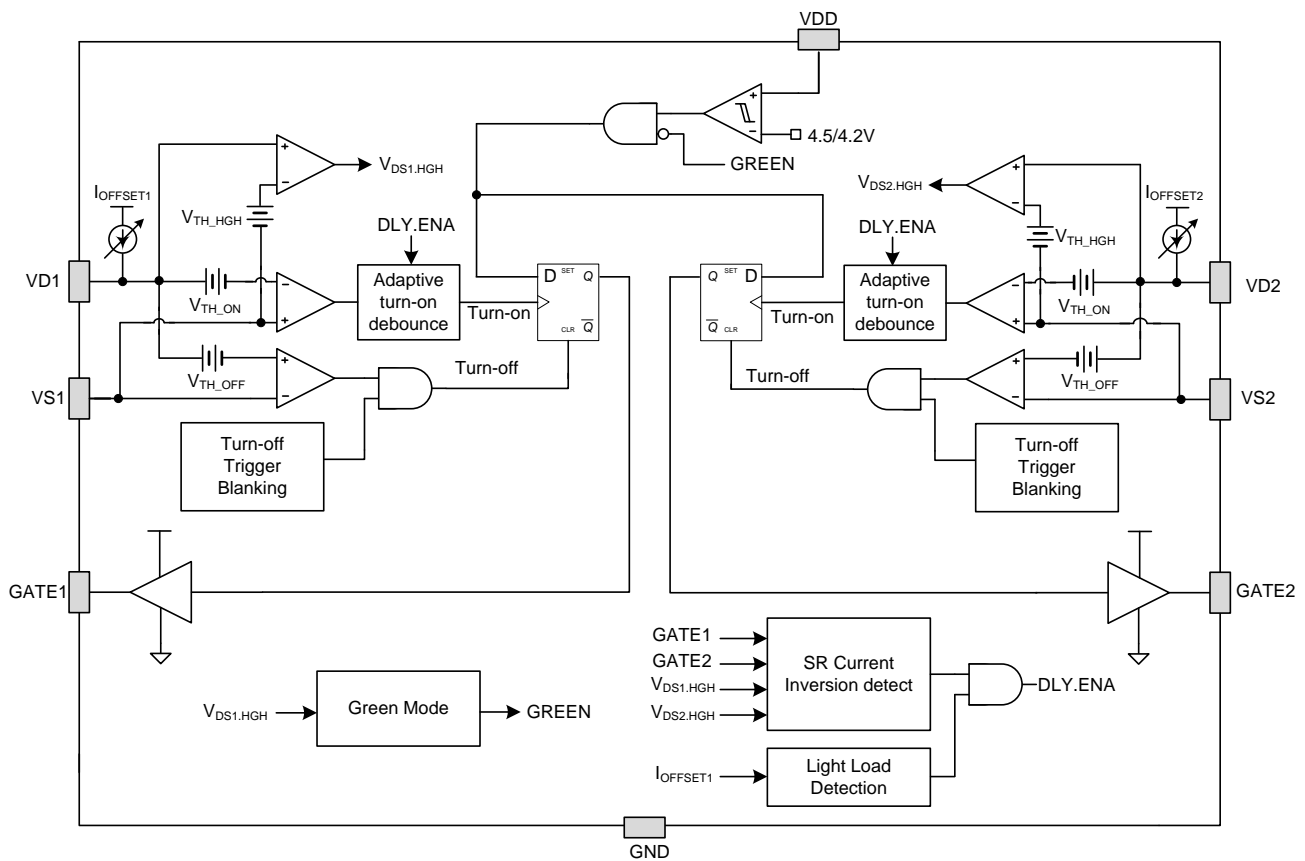 VDD
4.5/4.2V
GREEN
+
−
IOFFSET1
+
−
VDS1.HGH
VTH_HGH
DLY.ENA
Adaptive
turn-on
debounce
Turn-on
D SET Q
CLR Q
VD1
VTH_ON
−
+
VTH_OFF
+
−
Turn-off
VS1
Turn-off
Trigger
Blanking
VDS2.HGH
+
−
IOFFSET2
VTH_HGH
DLY.ENA
Q SET D
Q CLR
Turn-on
Adaptive
turn-on
debounce
−
+
VTH_ON
VD2
Turn-off
+
−
VTH_OFF
VS2
Turn-off
Trigger
Blanking
GATE1
GATE2
VDS1.HGH
Green Mode
GREEN
GATE1
GATE2
VDS1.HGH
VDS2.HGH
SR Current
Inversion detect
DLY.ENA
IOFFSET1
Light Load
Detection
GND